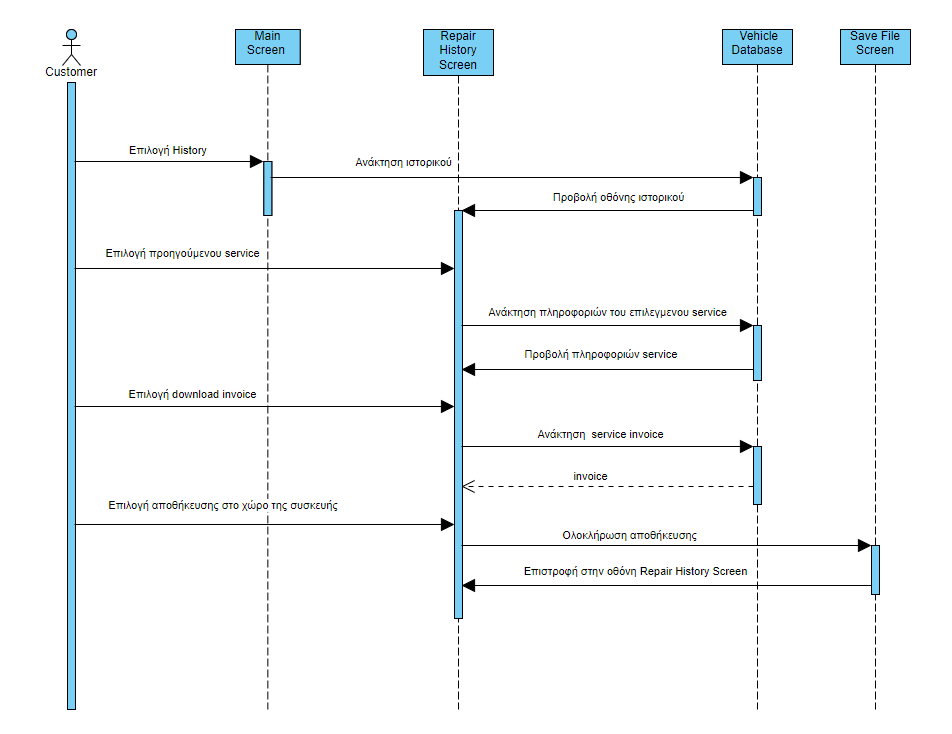 Customer
Main
Screen
Repair
History
Screen
Vehicle
Database
Save File
Screen
Επιλογή History
Ανάκτηση ιστορικού
Προβολή οθόνης ιστορικού
Επιλογή προηγούμενου service
Ανάκτηση πληροφοριών του επιλεγμενου service
Προβολή πληροφοριών service
Επιλογή download invoice
Ανάκτηση service invoice
invoice
Επιλογή αποθήκευσης στο χώρο της συσκευής
Ολοκλήρωση αποθήκευσης
Επιστροφή στην οθόνη Repair History Screen